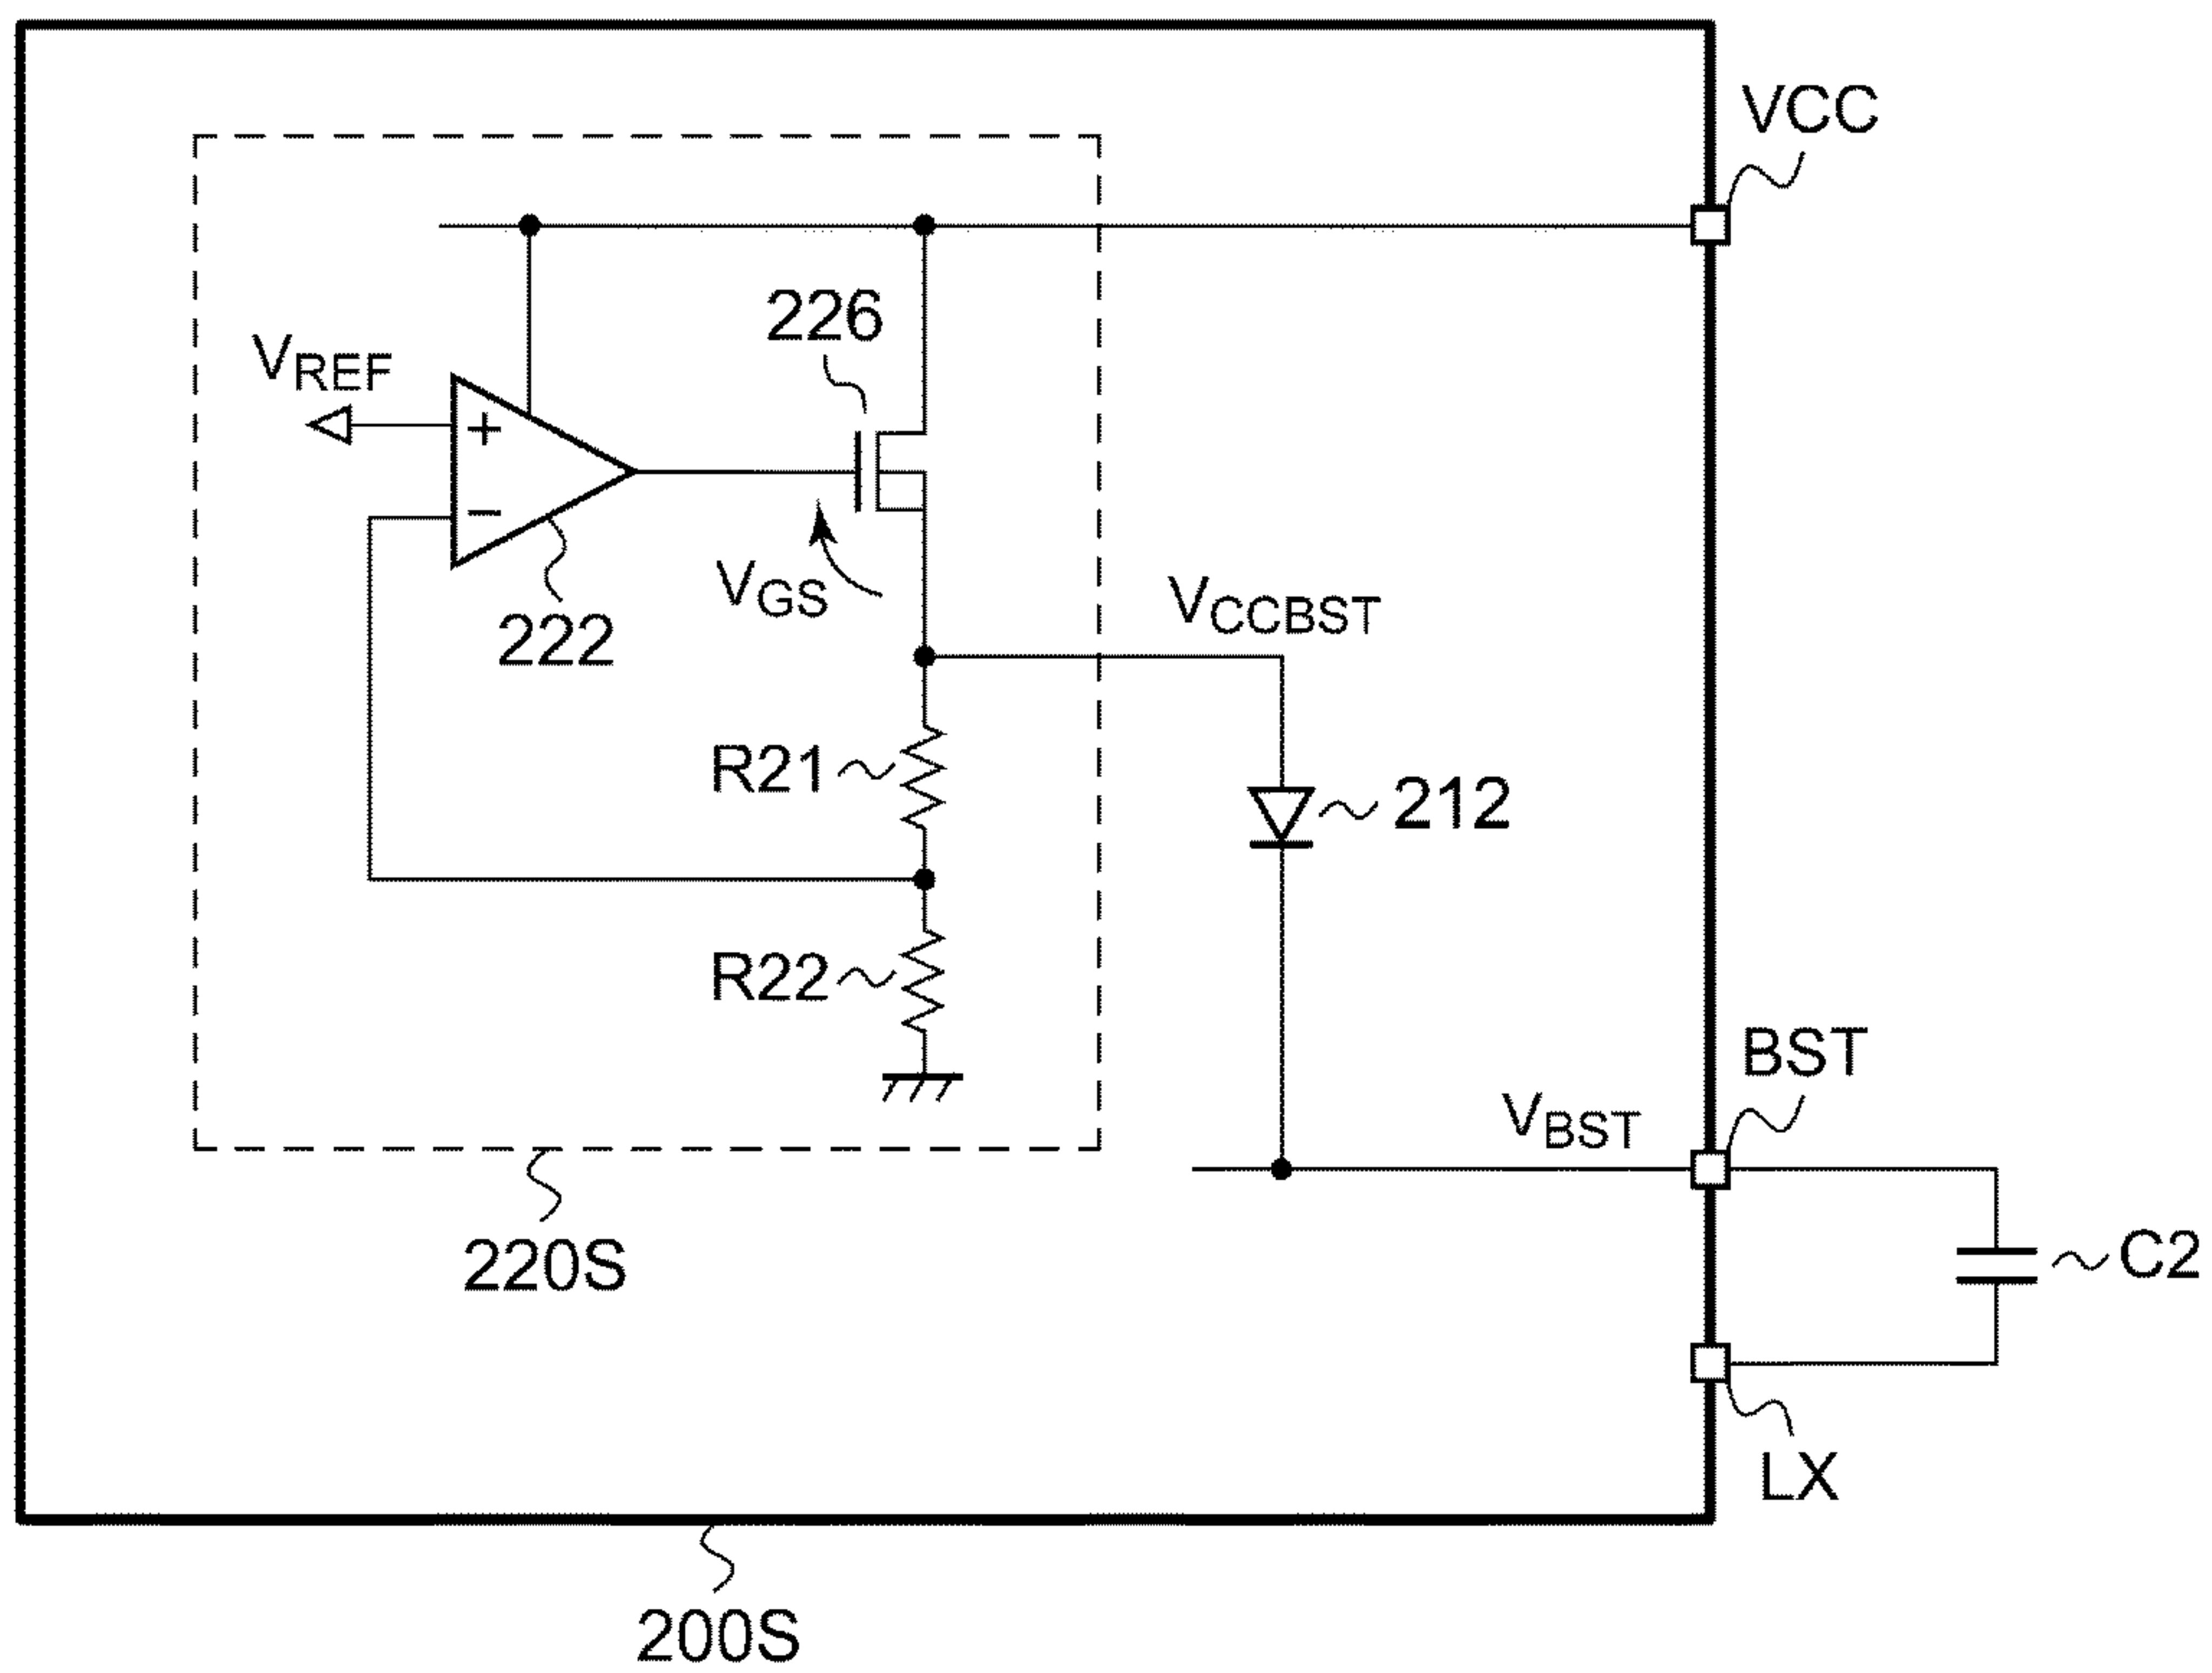 VCC
226
VREF
+
−
VGS
222
VCCBST
R21
212
R22
BST
VBST
220S
C2
LX
200S